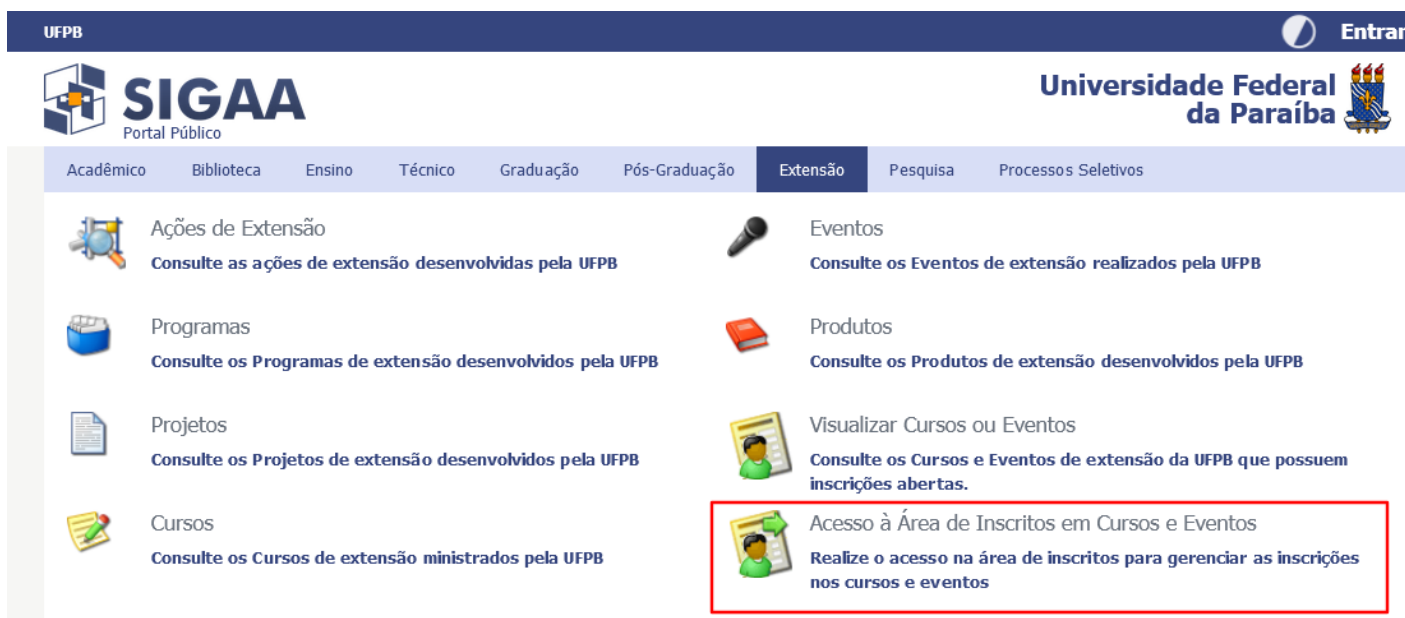 UFPB
Entrar
SIGAA
Portal Público
Universidade Federal
da Paraíba
Acadêmico Biblioteca Ensino Técnico Graduação Pós-Graduação Extensão Pesquisa Processos Seletivos
Ações de Extensão
Consulte as ações de extensão desenvolvidas pela UFPB
Eventos
Consulte os Eventos de extensão realizados pela UFPB
Programas
Consulte os Programas de extensão desenvolvidos pela UFPB
Produtos
Consulte os Produtos de extensão desenvolvidos pela UFPB
Projetos
Consulte os Projetos de extensão desenvolvidos pela UFPB
Visualizar Cursos ou Eventos
Consulte os Cursos e Eventos de extensão da UFPB que possuem
inscrições abertas.
Cursos
Consulte os Cursos de extensão ministrados pela UFPB
Acesso à Área de Inscritos em Cursos e Eventos
Realize o acesso na área de inscritos para gerenciar as inscrições
nos cursos e eventos